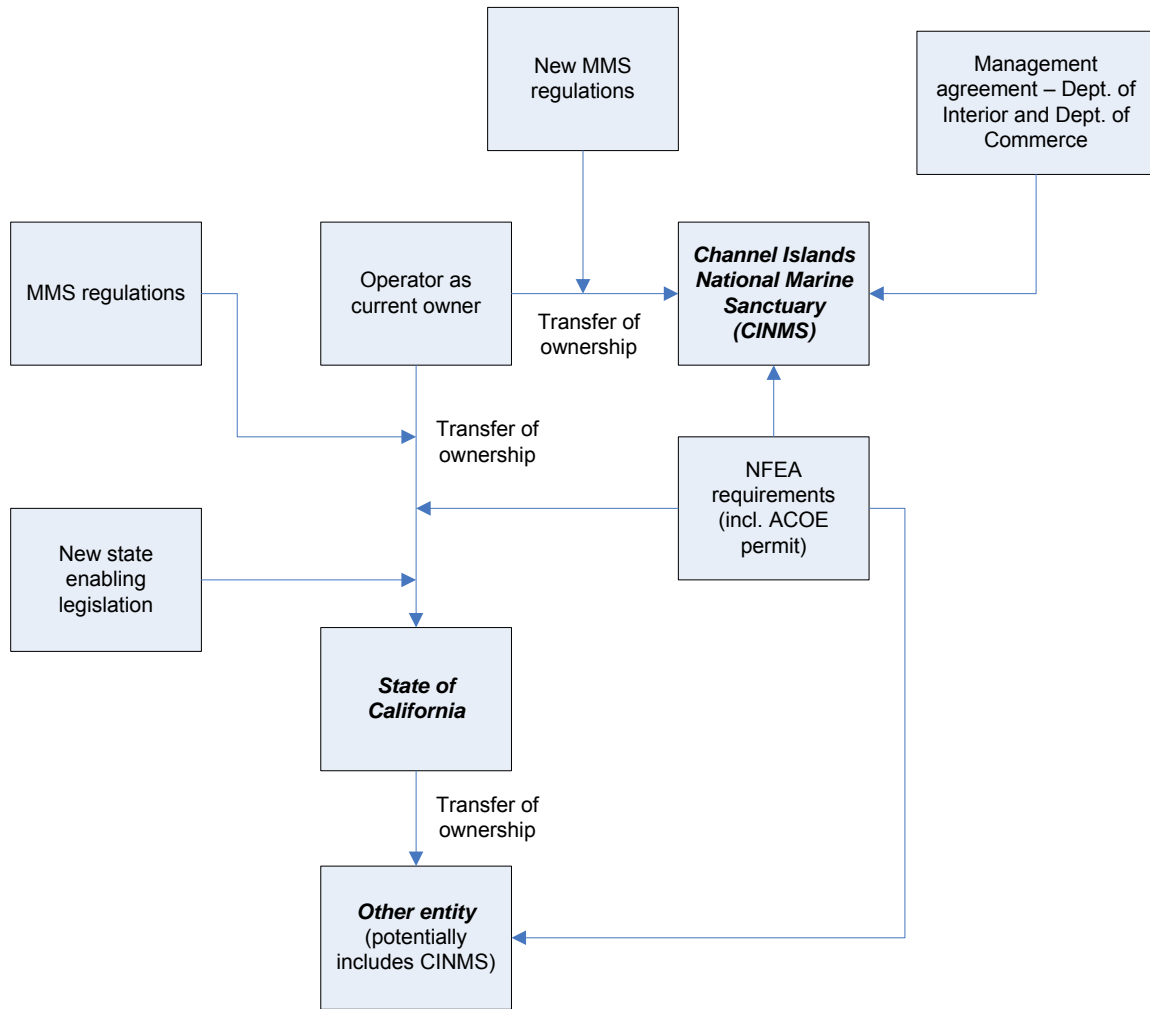 New MMS
regulations
Management
agreement – Dept. of
Interior and Dept. of
Commerce
MMS regulations
Operator as
current owner
Transfer of
ownership
Channel Islands
National Marine
Sanctuary
(CINMS)
Transfer of
ownership
NFEA
requirements
(incl. ACOE
permit)
New state
enabling
legislation
State of
California
Transfer of
ownership
Other entity
(potentially
includes CINMS)